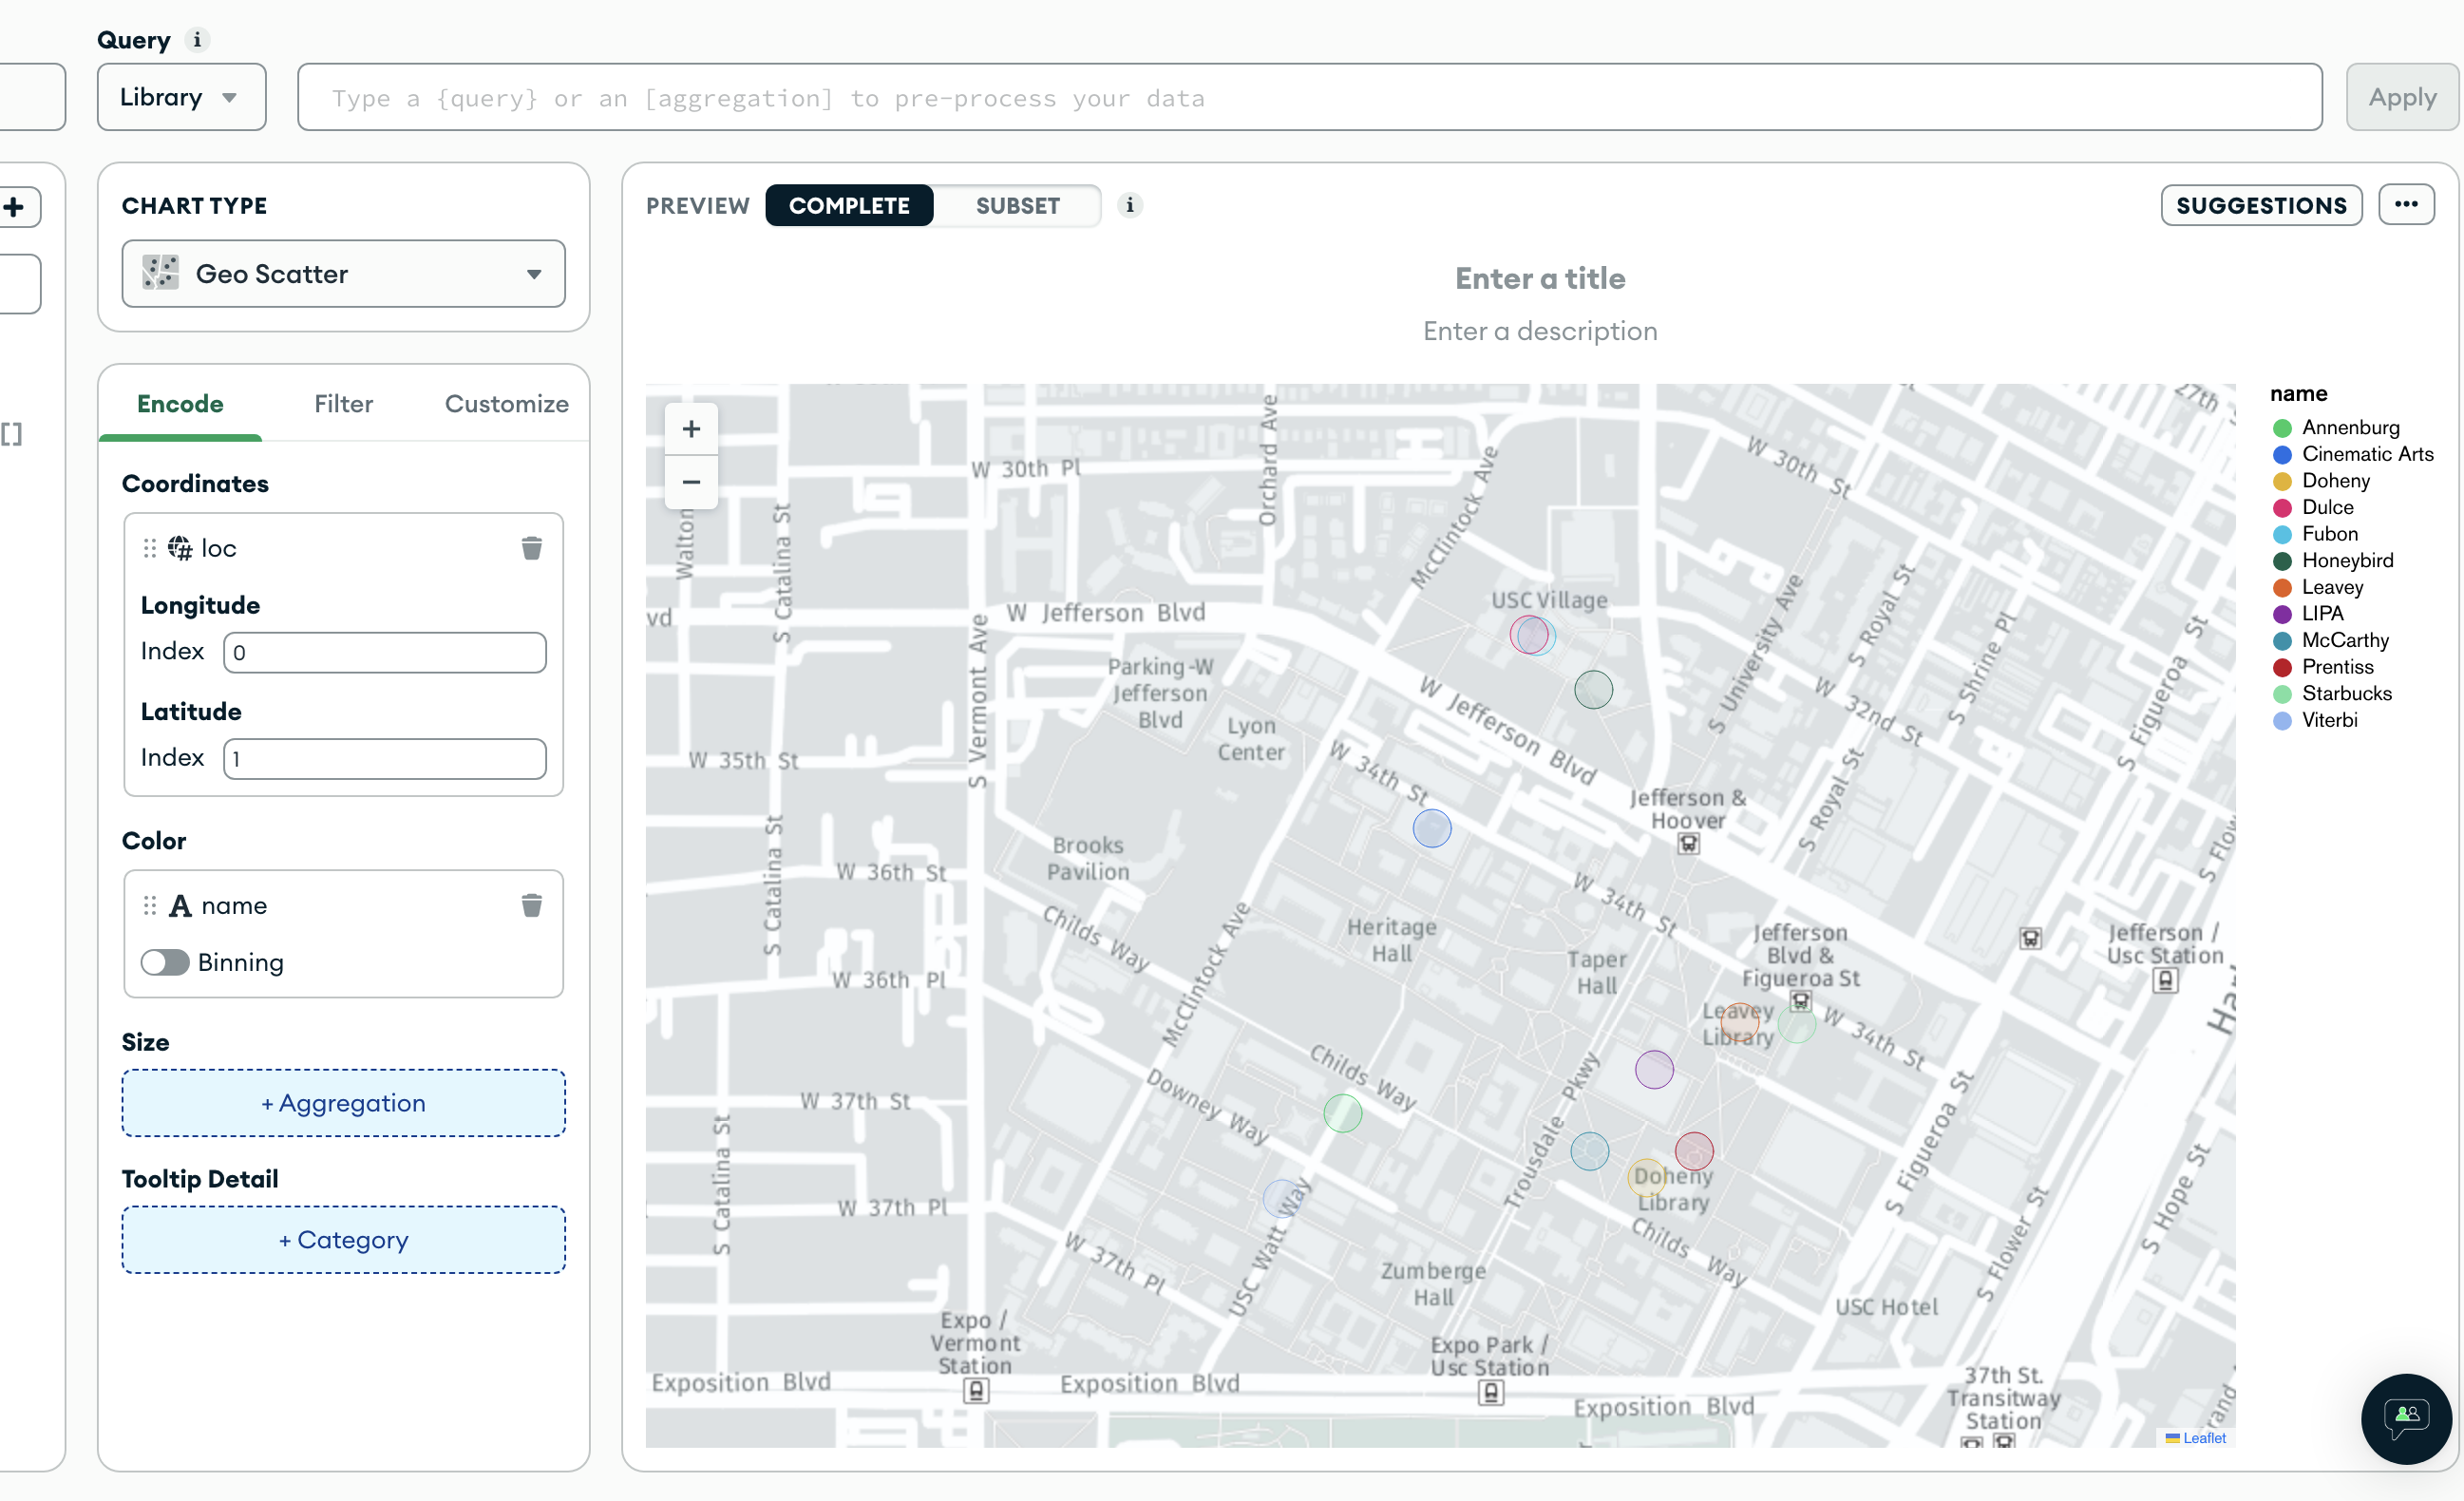 Query i
Library
Type a {query} or an [aggregation] to pre-process your data
Apply
CHART TYPE
Geo Scatter
Encode
Filter
Customize
Coordinates
loc
Longitude
Index 0
Latitude
Index 1
Color
A name
Binning
Size
+ Aggregation
Tooltip Detail
+ Category
PREVIEW
COMPLETE
SUBSET
i
SUGGESTIONS
Enter a title
Enter a description
+
−
27th
W 30th Pl
Orchard Ave
McClintock Ave
W 30th St
Walton
S Catalina St
USC Village
vd
W Jefferson Blvd
S Vermont Ave
S University Ave
S Royal St
S Shrine Pl
S Figueroa St
Parking-W
Jefferson
Blvd
Lyon
Center
W Jefferson Blvd
W 32nd St
W 35th St
W 34th St
Jefferson &
Hoover
S Royal St
S Catalina St
Brooks
Pavilion
W 36th St
S Flow
W 34th St
Childs Way
McClintock Ave
Heritage
Hall
Taper
Hall
Jefferson
Blvd &
Figueroa St
Jefferson /
Usc Station
W 36th Pl
Leavey
Library
W 34th St
Childs Way
Downey Way
W 37th St
Trousdale Pkwy
S Figueroa St
S Catalina St
Doheny
Library
W 37th Pl
USC Watt Way
Childs Way
S Flower St
S Hope St
W 37th Pl
Zumberge
Hall
USC Hotel
Expo /
Vermont
Station
Expo Park /
Usc Station
37th St.
Transitway
Station
Exposition Blvd
Exposition Blvd
Exposition Blvd
rand
Leaflet
name
Annenburg
Cinematic Arts
Doheny
Dulce
Fubon
Honeybird
Leavey
LIPA
McCarthy
Prentiss
Starbucks
Viterbi